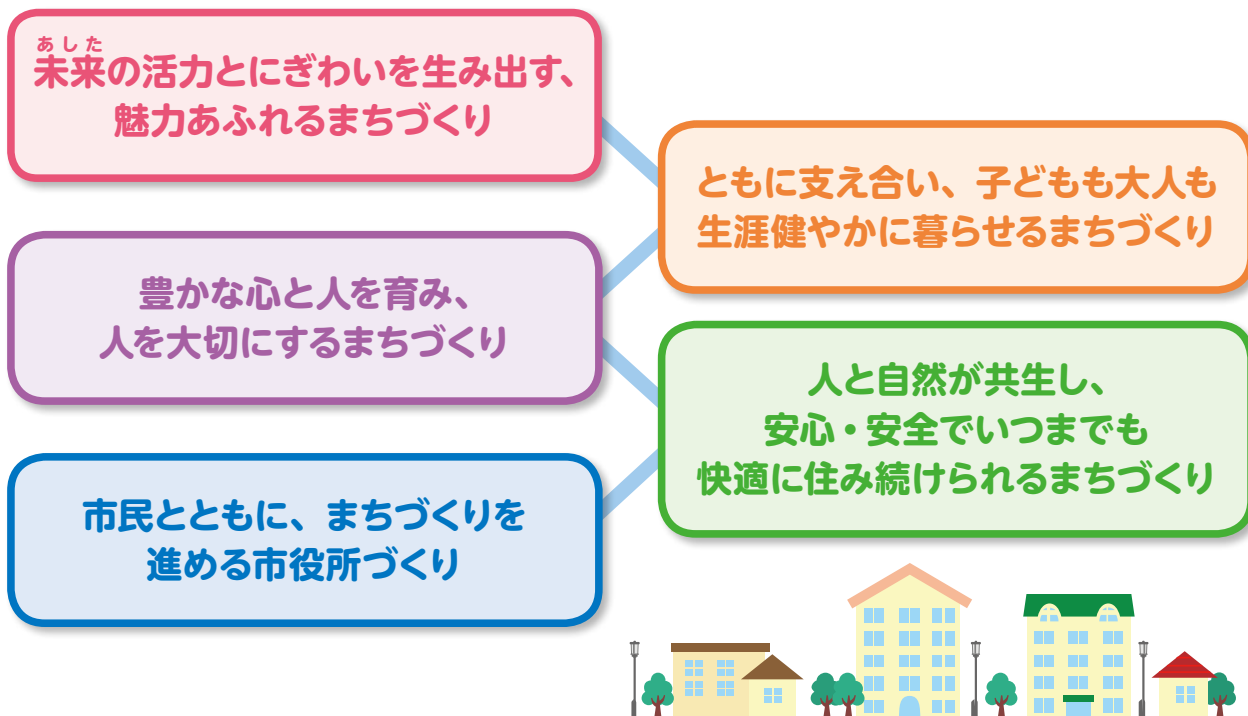 あした
未来の活力とにぎわいを生み出す、
魅力あふれるまちづくり
ともに支え合い、子どもも大人も
生涯健やかに暮らせるまちづくり
豊かな心と人を育み、
人を大切にするまちづくり
人と自然が共生し、
安心・安全でいつまでも
快適に住み続けられるまちづくり
市民とともに、まちづくりを
進める市役所づくり